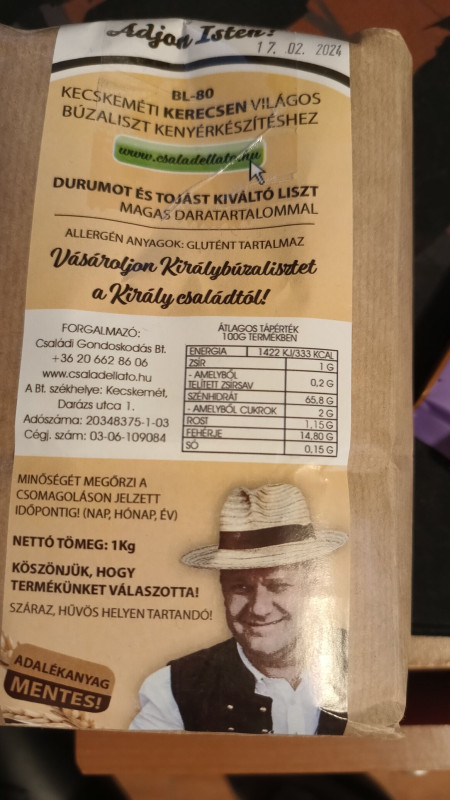 Adjon Isten!
17. 02. 2024
BL-80
KECSKEMÉTI KERECSEN VILÁGOS
BÚZALISZT KENYÉRKÉSZÍTÉSHEZ
www.csaladellato.hu
DURUMOT ÉS TOJÁST KIVÁLTÓ LISZT
MAGAS DARATARTALOMMAL
ALLERGÉN ANYAGOK: GLUTÉNT TARTALMAZ
Vásároljon Királybúzalisztet
a Király családtól!
FORGALMAZÓ:
Családi Gondoskodás Bt.
+36 20 662 86 06
www.csaladellato.hu
A Bt. székhelye: Kecskemét,
Darázs utca 1.
Adószáma: 20348375-1-03
Cégj. szám: 03-06-109084
ÁTLAGOS TÁPÉRTÉK
100G TERMÉKBEN
ENERGIA 1422 KJ/333 KCAL
ZSÍR 1 G
- AMELYBŐL
TELÍTETT ZSÍRSAV 0,2 G
SZÉNHIDRÁT 65,8 G
- AMELYBŐL CUKROK 2 G
ROST 1,15 G
FEHÉRJE 14,80 G
SÓ 0,15 G
MINŐSÉGÉT MEGŐRZI A
CSOMAGOLÁSON JELZETT
IDŐPONTIG! (NAP, HÓNAP, ÉV)
NETTÓ TÖMEG: 1Kg
KÖSZÖNJÜK, HOGY
TERMÉKÜNKET VÁLASZOTTA!
SZÁRAZ, HŰVÖS HELYEN TARTANDÓ!
ADALÉKANYAG
MENTES!